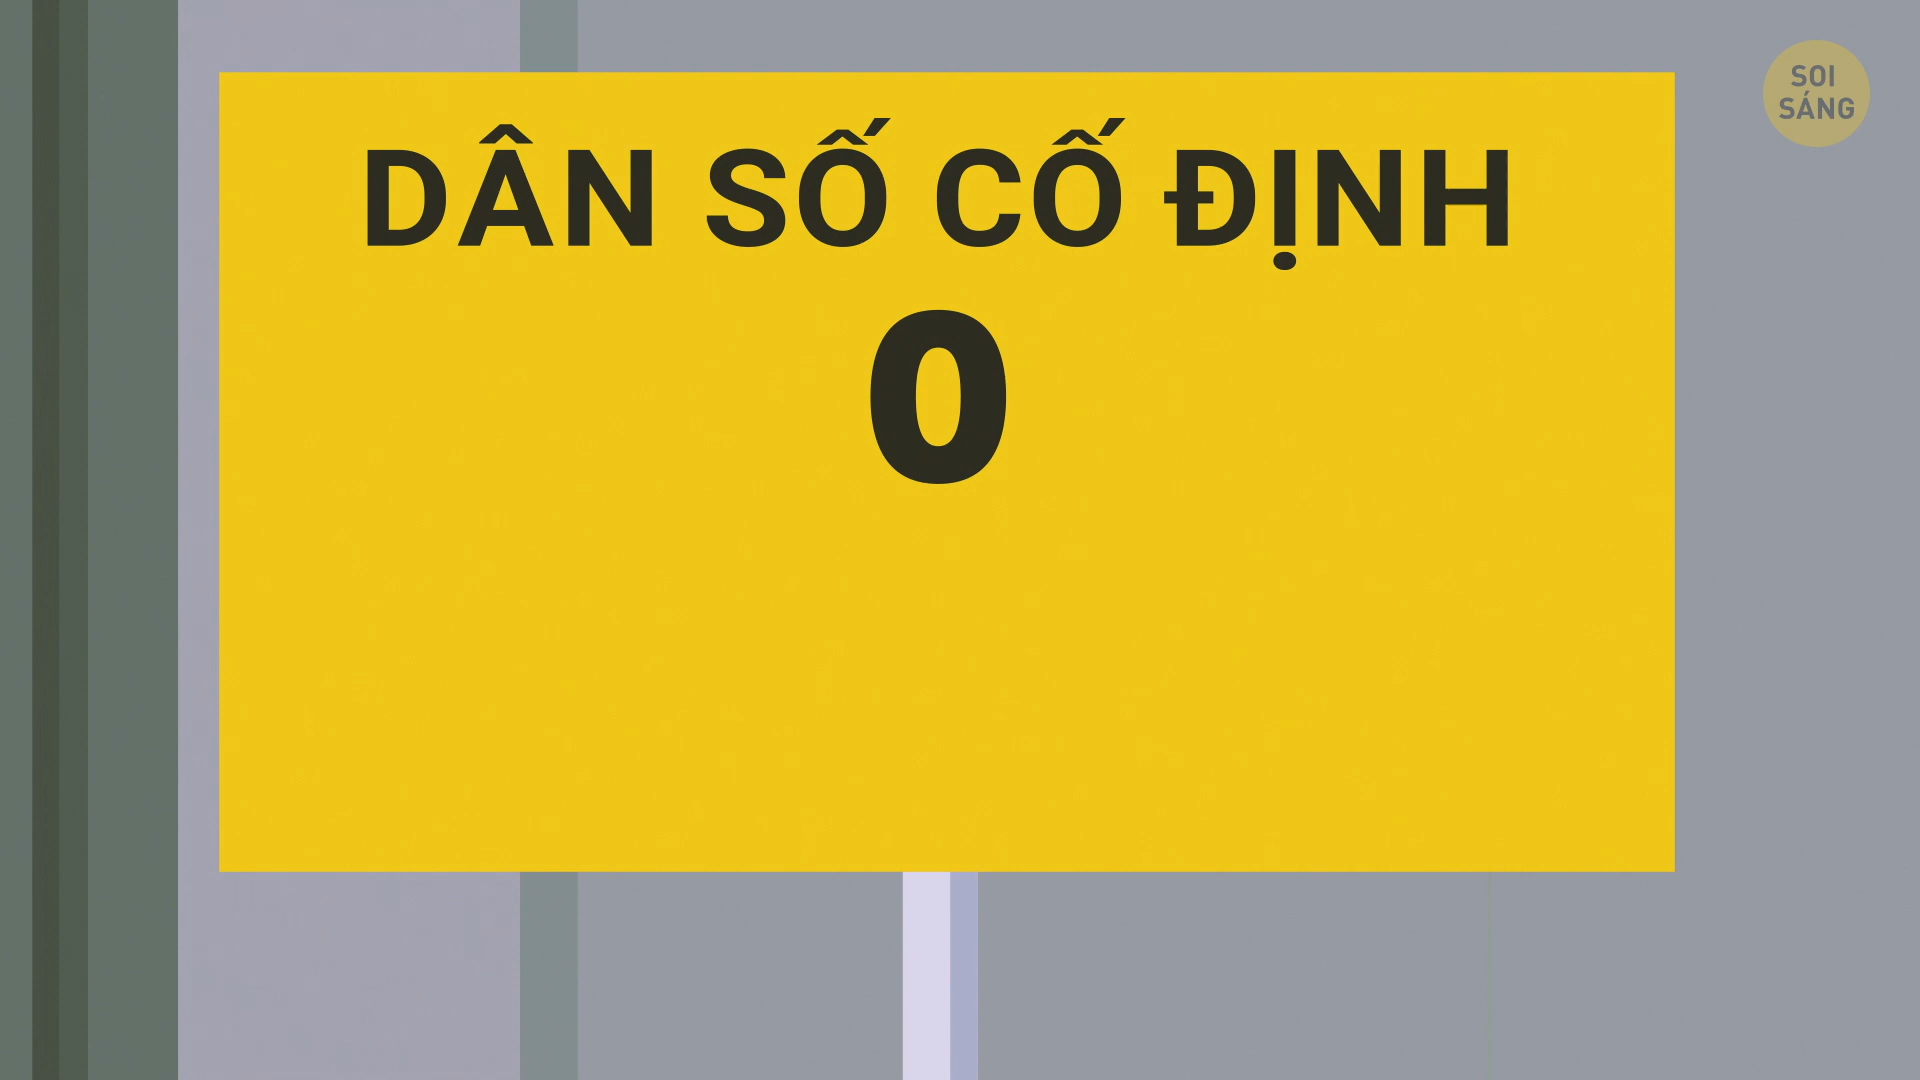 DÂN SỐ CỐ ĐỊNH
0
SOI
SÁNG